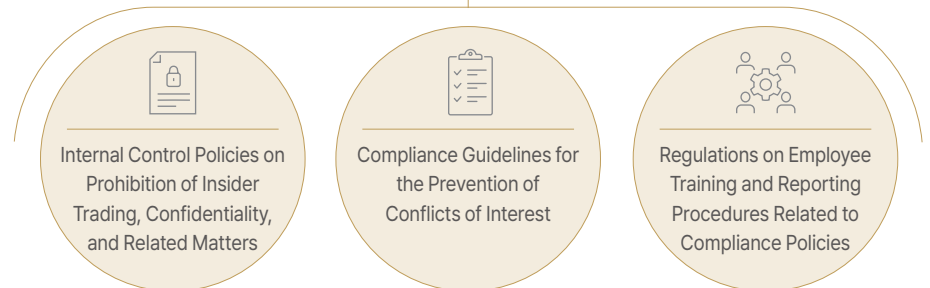 Internal Control Policies on
Prohibition of Insider
Trading, Confidentiality,
and Related Matters
Compliance Guidelines for
the Prevention of
Conflicts of Interest
Regulations on Employee
Training and Reporting
Procedures Related to
Compliance Policies